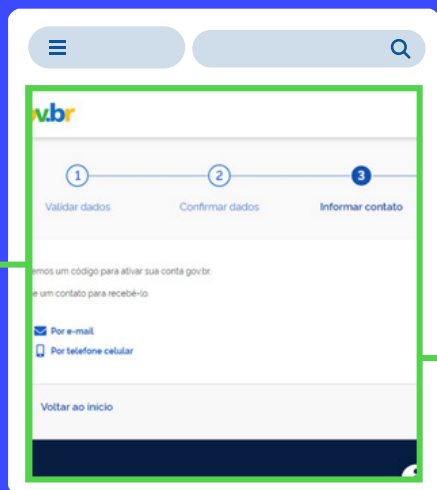 v.br
1
2
3
Validar dados
Confirmar dados
Informar contato
emos um código para ativar sua conta gov.br.
e um contato para recebê-lo.
Por e-mail
Por telefone celular
Voltar ao início